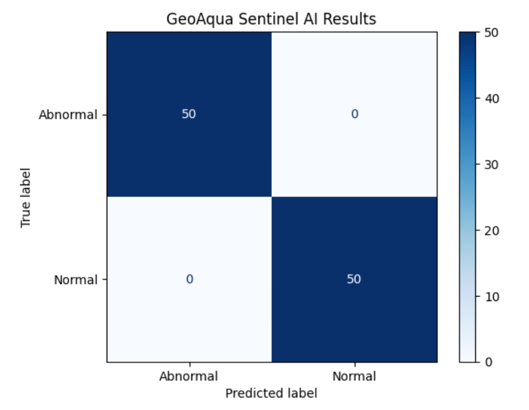 GeoAqua Sentinel AI Results
Abnormal
50
0
Normal
0
50
True label
Abnormal
Normal
Predicted label
50
40
30
20
10
0